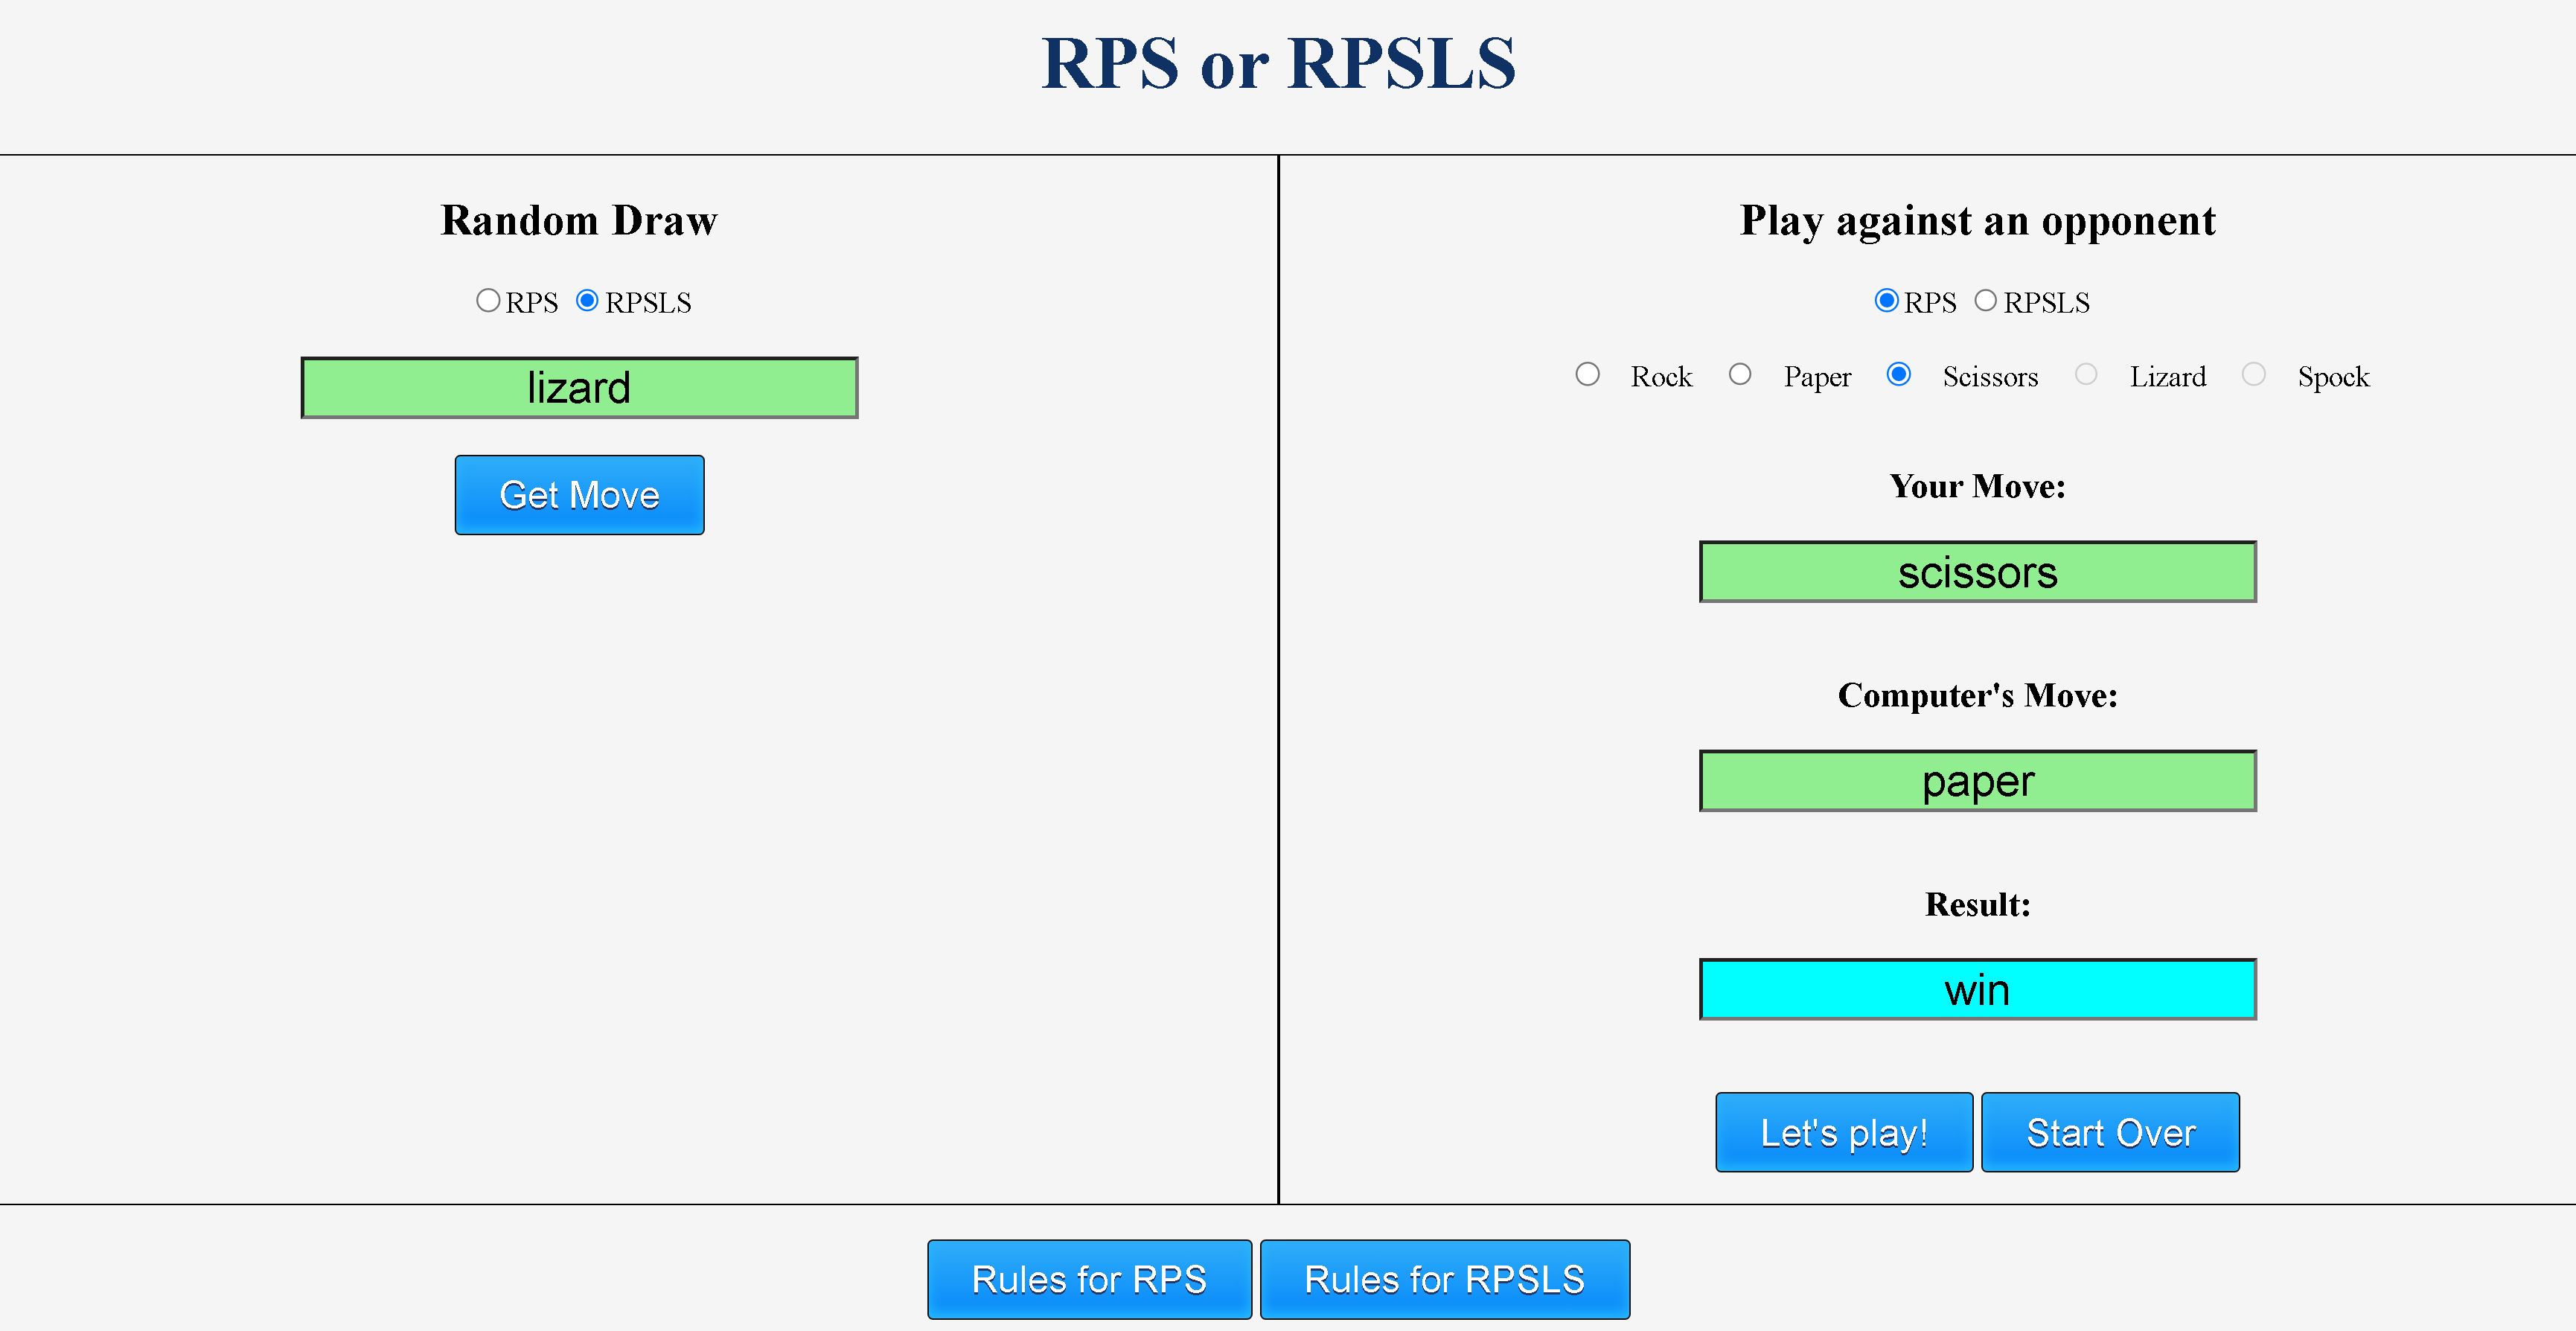 RPS or RPSLS
Random Draw
RPS RPSLS
lizard
Get Move
Play against an opponent
RPS RPSLS
Rock Paper Scissors Lizard Spock
Your Move:
scissors
Computer's Move:
paper
Result:
win
Let's play! Start Over
Rules for RPS Rules for RPSLS